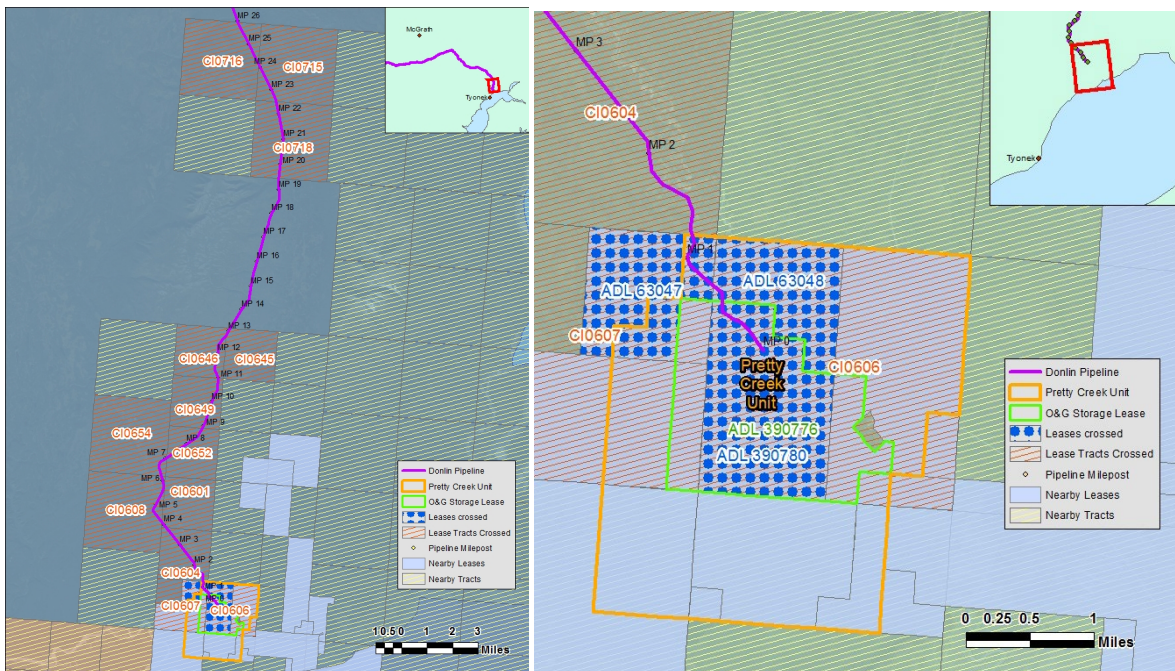 MP 26
McGrath
MP 25
CI0716
MP 24
CI0715
MP 23
Tyonek
MP 22
MP 21
CI0718
MP 20
MP 19
MP 18
MP 17
MP 16
MP 15
MP 14
MP 13
MP 12
CI0646
CI0645
MP 11
MP 10
CI0649
MP 9
CI0654
MP 8
MP 7
CI0652
MP 6
CI0601
MP 5
CI0608
MP 4
MP 3
MP 2
CI0604
CI0607
CI0606
Donlin Pipeline
Pretty Creek Unit
O&G Storage Lease
Leases crossed
Lease Tracts Crossed
Pipeline Milepost
Nearby Leases
Nearby Tracts
1 0.5 0 1 2 3
Miles
MP 3
CI0604
MP 2
Tyonek
MP 1
ADL 63047
ADL 63048
CI0607
MP 0
Pretty
Creek
Unit
CI0606
ADL 390776
ADL 390780
Donlin Pipeline
Pretty Creek Unit
O&G Storage Lease
Leases crossed
Lease Tracts Crossed
Pipeline Milepost
Nearby Leases
Nearby Tracts
0 0.25 0.5 1
Miles